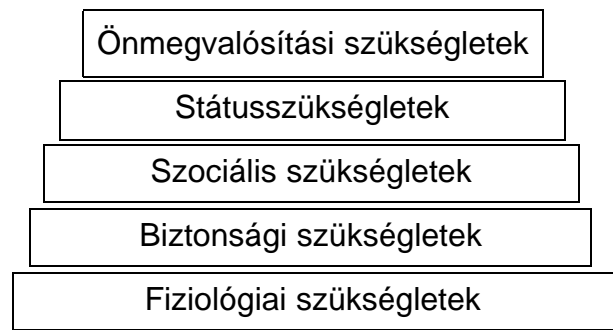 Önmegvalósítási szükségletek
Státusszükségletek
Szociális szükségletek
Biztonsági szükségletek
Fiziológiai szükségletek